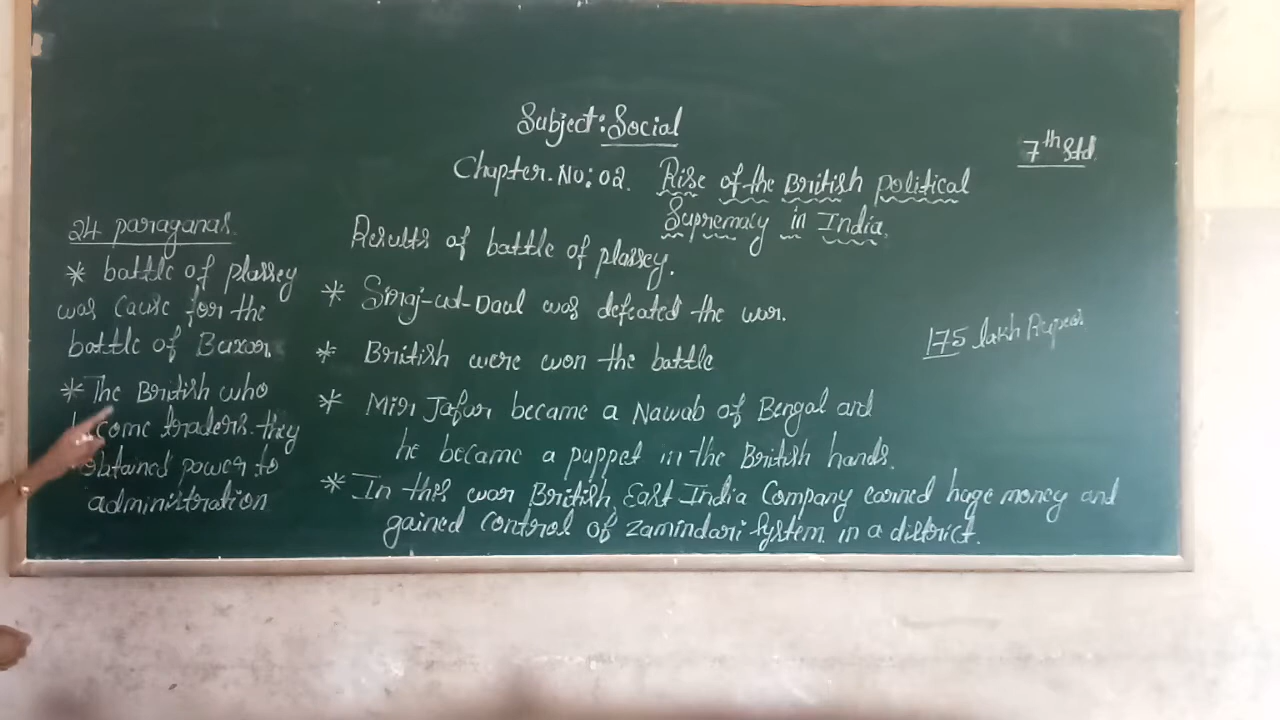 Subject: Social
7th Std.
Chapter. No: 02. Rise of the British political
Supremacy in India.
Results of battle of plassey.
* Siraj-ud-Daul was defeated the war.
* British were won the battle
* Mir Jafar became a Nawab of Bengal and
he became a puppet in the British hands.
* In this war British East India Company earned huge money and
gained control of zamindari System in a district.
24 paraganas.
* battle of plassey
was cause for the
battle of Buxar
* The British who
come traders. they
obtained power to
administration
175 lakh Rupees